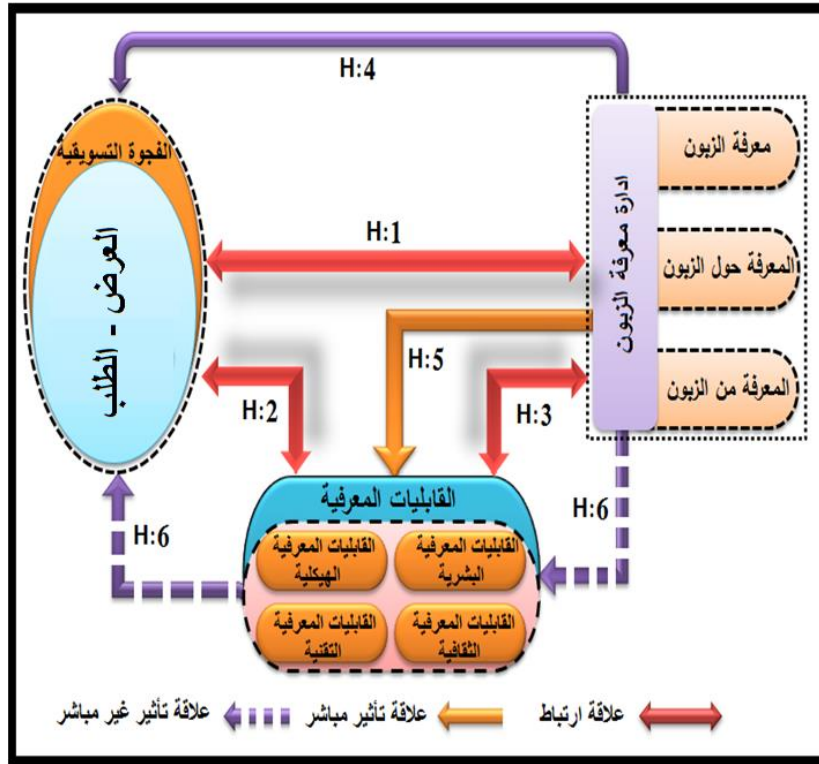 H:4
معرفة الزبون
الفجوة التسويقية
ادارة معرفة الزبون
H:1
العرض - الطلب
المعرفة حول الزبون
H:5
المعرفة من الزبون
H:2
H:3
القابليات المعرفية
H:6
H:6
القابليات المعرفية
البشرية
القابليات المعرفية
الهيكلية
القابليات المعرفية
الثقافية
القابليات المعرفية
التقنية
علاقة ارتباط
علاقة تأثير مباشر
علاقة تأثير غير مباشر